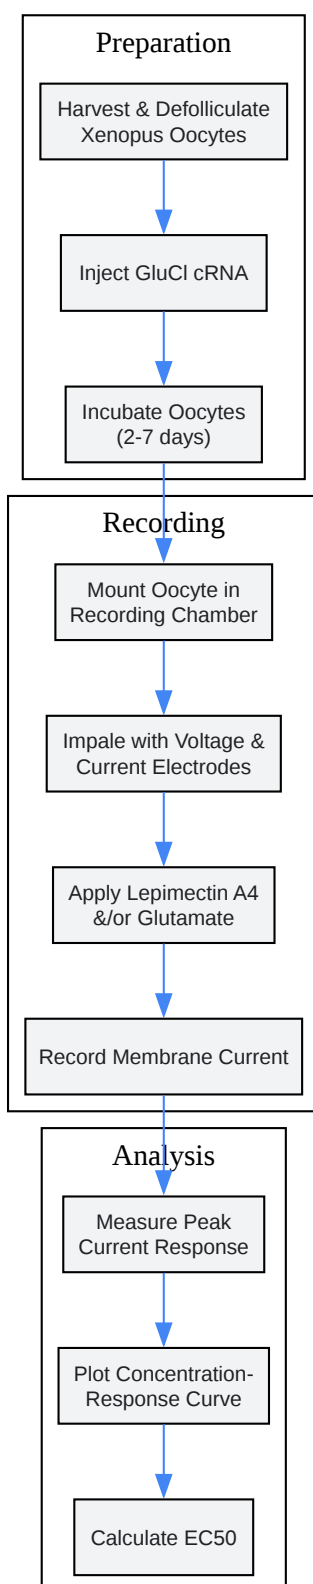 Preparation
Harvest & Defolliculate
Xenopus Oocytes
Inject GluCl cRNA
Incubate Oocytes
(2-7 days)
Recording
Mount Oocyte in
Recording Chamber
Impale with Voltage &
Current Electrodes
Apply Lepimectin A4
&/or Glutamate
Record Membrane Current
Analysis
Measure Peak
Current Response
Plot Concentration-
Response Curve
Calculate EC50